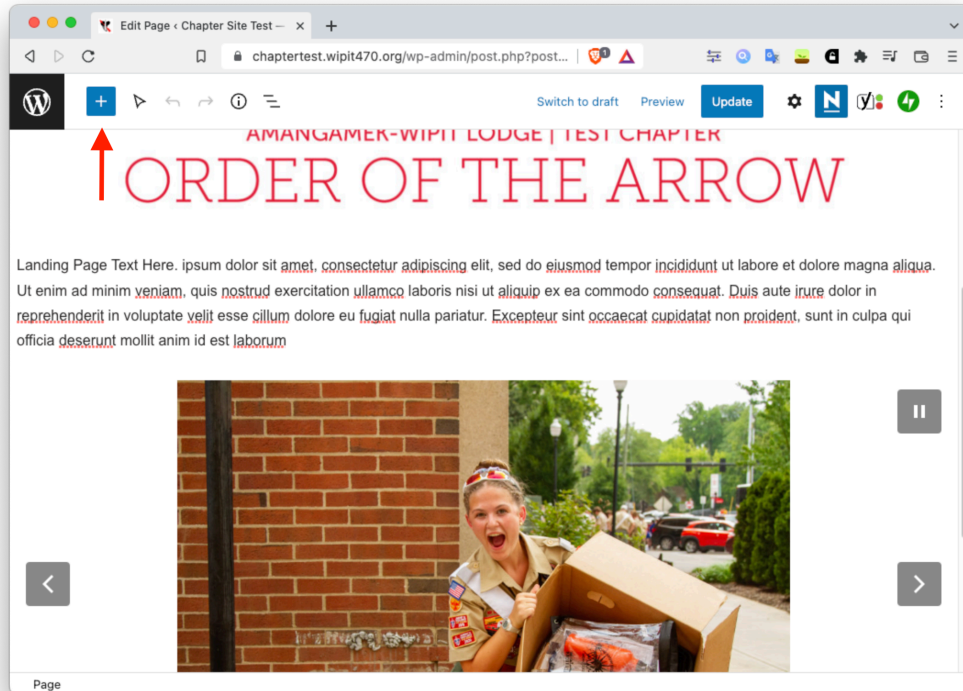 Edit Page ‹ Chapter Site Test —
chaptertest.wipit470.org/wp-admin/post.php?post...
Switch to draft Preview Update
AMANGAMEK-WIPIT LODGE | TEST CHAPTER
ORDER OF THE ARROW
Landing Page Text Here. ipsum dolor sit amet, consectetur adipiscing elit, sed do eiusmod tempor incididunt ut labore et dolore magna aliqua.
Ut enim ad minim veniam, quis nostrud exercitation ullamco laboris nisi ut aliquip ex ea commodo consequat. Duis aute irure dolor in
reprehenderit in voluptate velit esse cillum dolore eu fugiat nulla pariatur. Excepteur sint occaecat cupidatat non proident, sunt in culpa qui
officia deserunt mollit anim id est laborum
Page